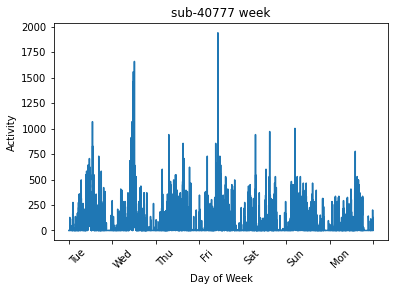 sub-40777 week
2000
1750
1500
1250
1000
750
500
250
0
Activity
Tue
Wed
Thu
Fri
Sat
Sun
Mon
Day of Week